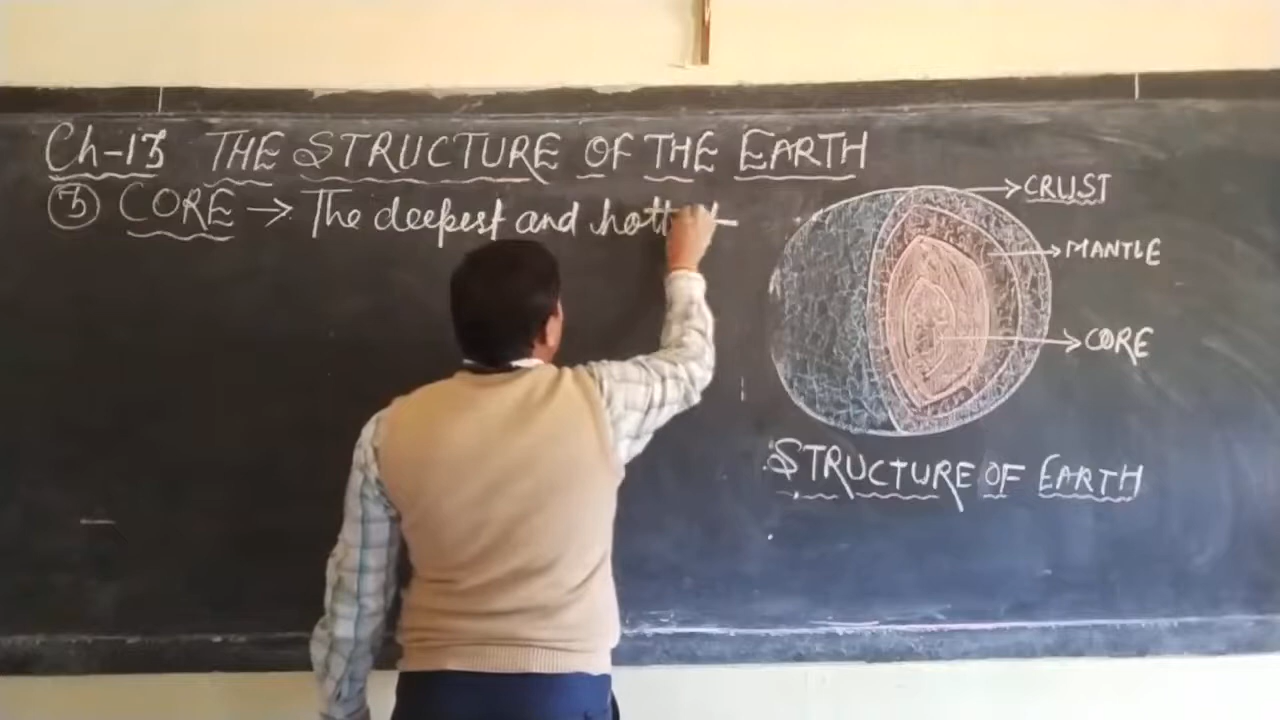 Ch-13 THE STRUCTURE OF THE EARTH
③ CORE → The deepest and
CRUST
MANTLE
CORE
STRUCTURE OF EARTH